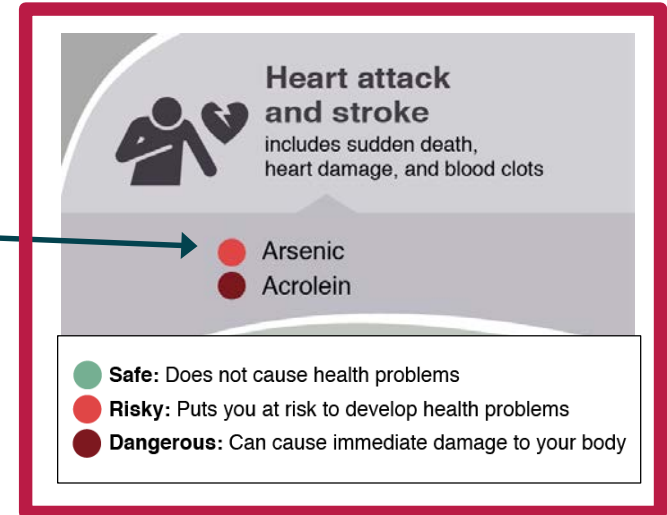 Heart attack
and stroke
includes sudden death,
heart damage, and blood clots
Arsenic
Acrolein
Safe: Does not cause health problems
Risky: Puts you at risk to develop health problems
Dangerous: Can cause immediate damage to your body